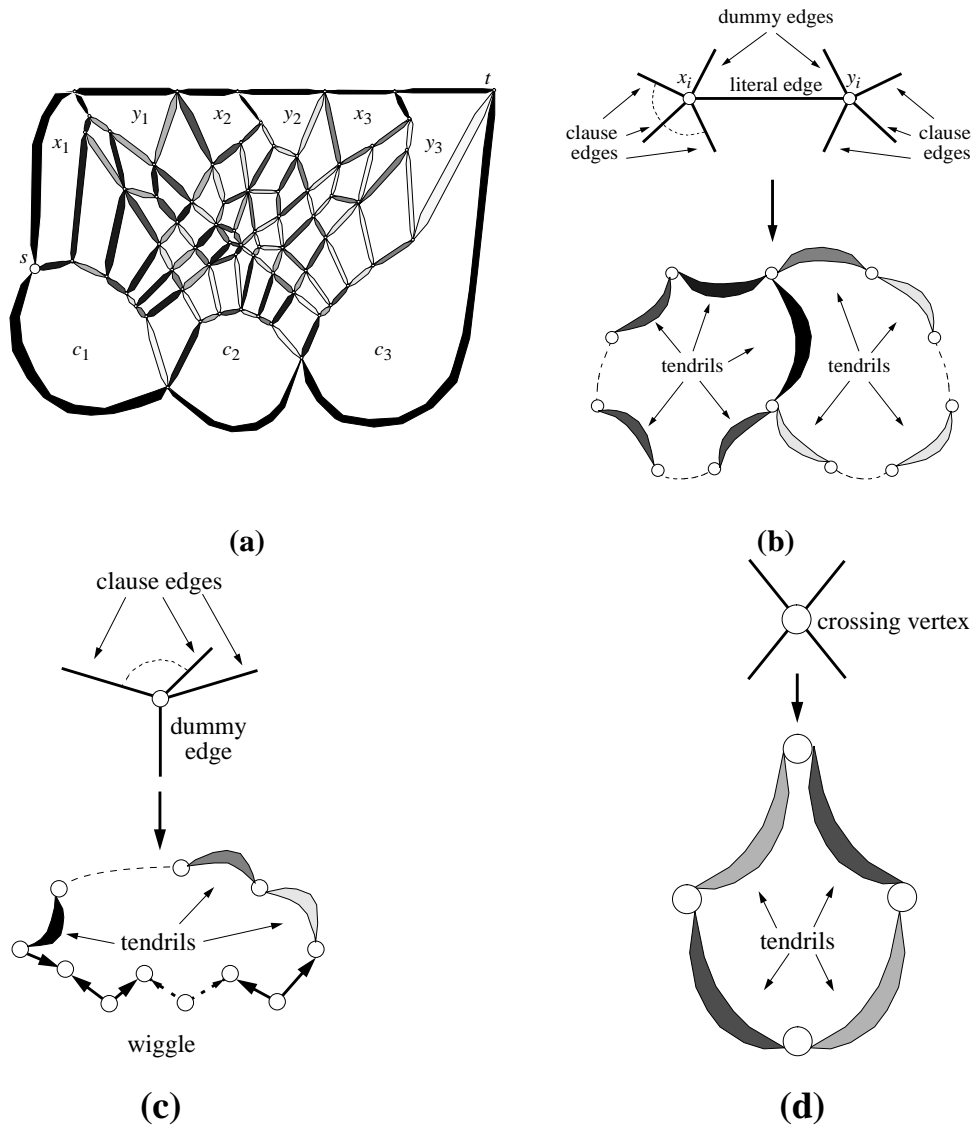 t
y1 x2 y2 x3
x1
y3
s
c1 c2 c3
(a)
dummy edges
xi yi
literal edge
clause edges
clause edges
tendrils
tendrils
(b)
clause edges
dummy edge
tendrils
wiggle
(c)
crossing vertex
tendrils
(d)